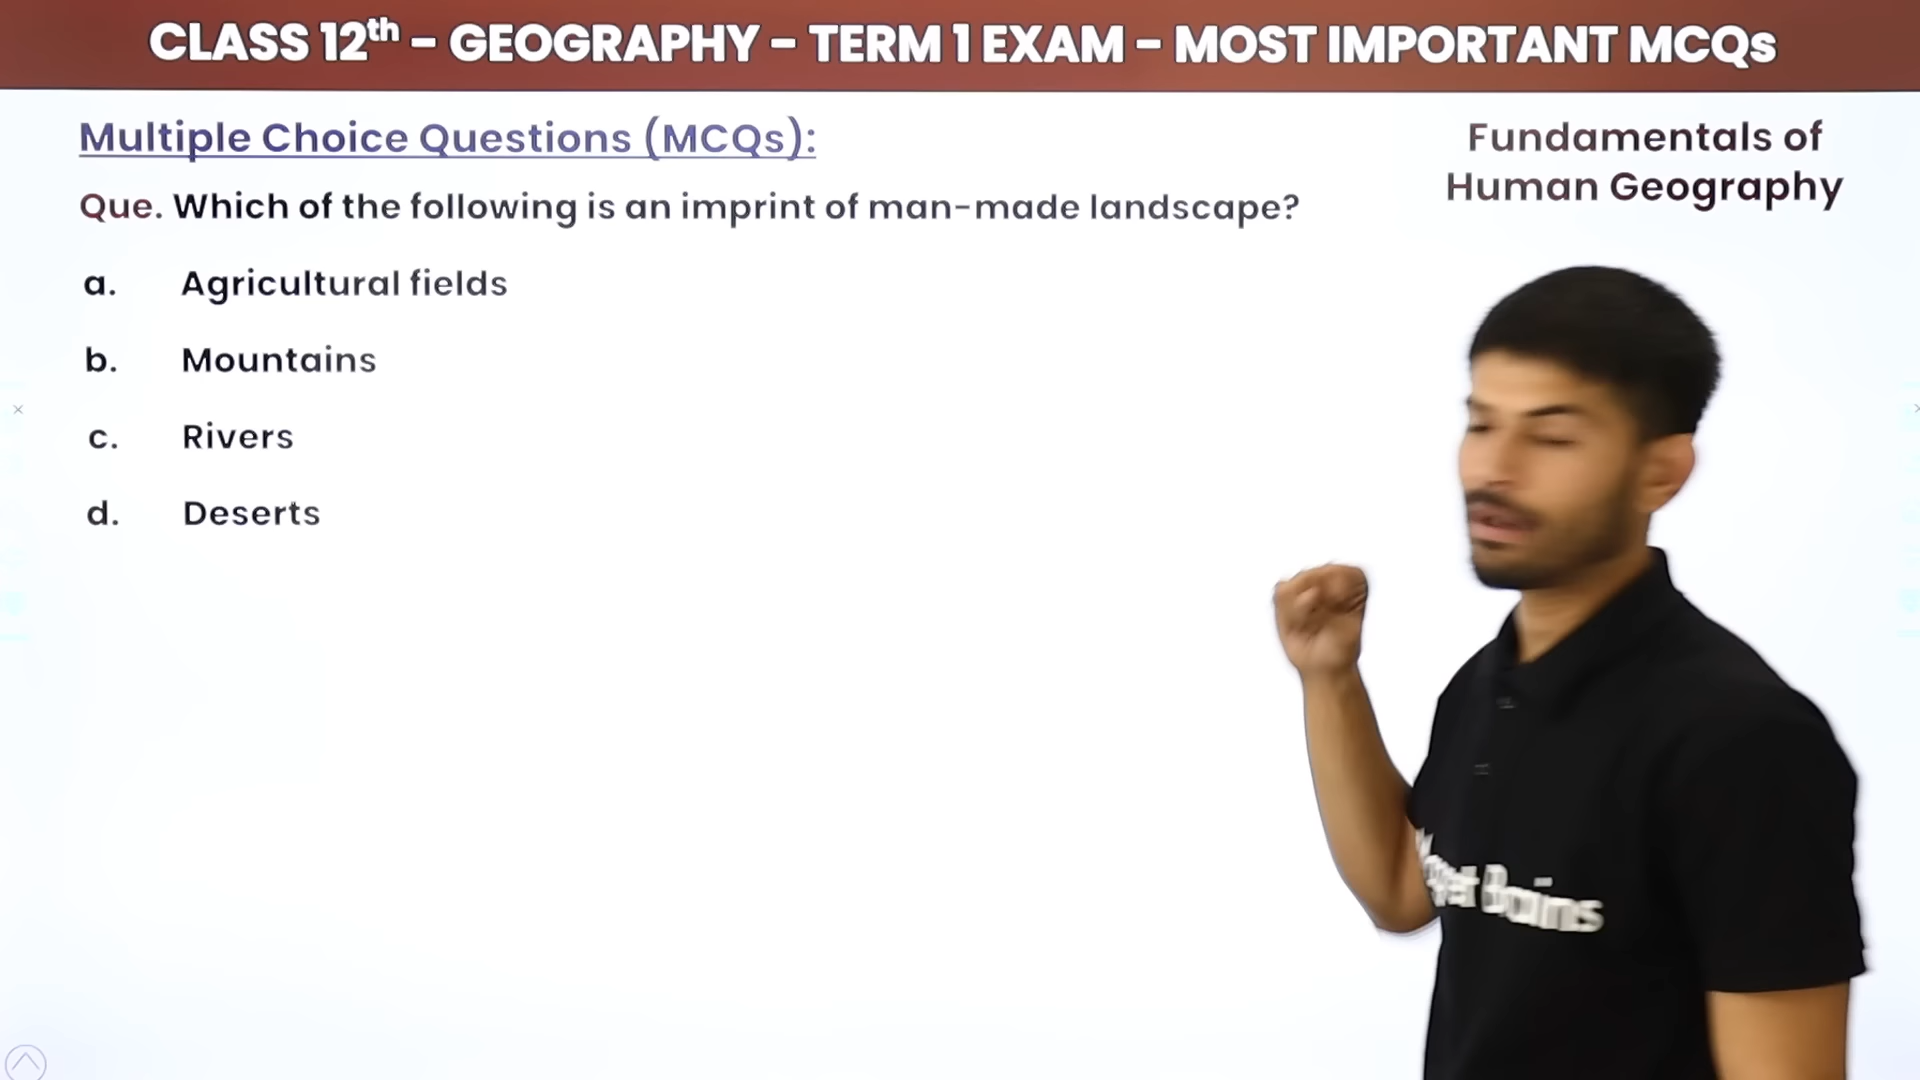 CLASS 12th - GEOGRAPHY - TERM 1 EXAM - MOST IMPORTANT MCQs
Multiple Choice Questions (MCQs):
Fundamentals of
Human Geography
Que. Which of the following is an imprint of man-made landscape?
a. Agricultural fields
b. Mountains
c. Rivers
d. Deserts
Brains